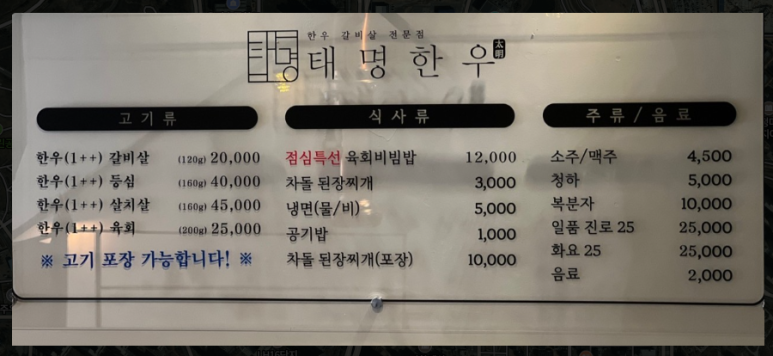 한우 갈비살 전문점
태명
태명한우
太明
고기류
한우(1++) 갈비살 (120g) 20,000
한우(1++) 등심 (160g) 40,000
한우(1++) 살치살 (160g) 45,000
한우(1++) 육회 (200g) 25,000
※ 고기 포장 가능합니다! ※
식사류
점심특선 육회비빔밥 12,000
차돌 된장찌개 3,000
냉면(물/비) 5,000
공기밥 1,000
차돌 된장찌개(포장) 10,000
주류/음료
소주/맥주 4,500
청하 5,000
복분자 10,000
일품 진로 25 25,000
화요 25 25,000
음료 2,000